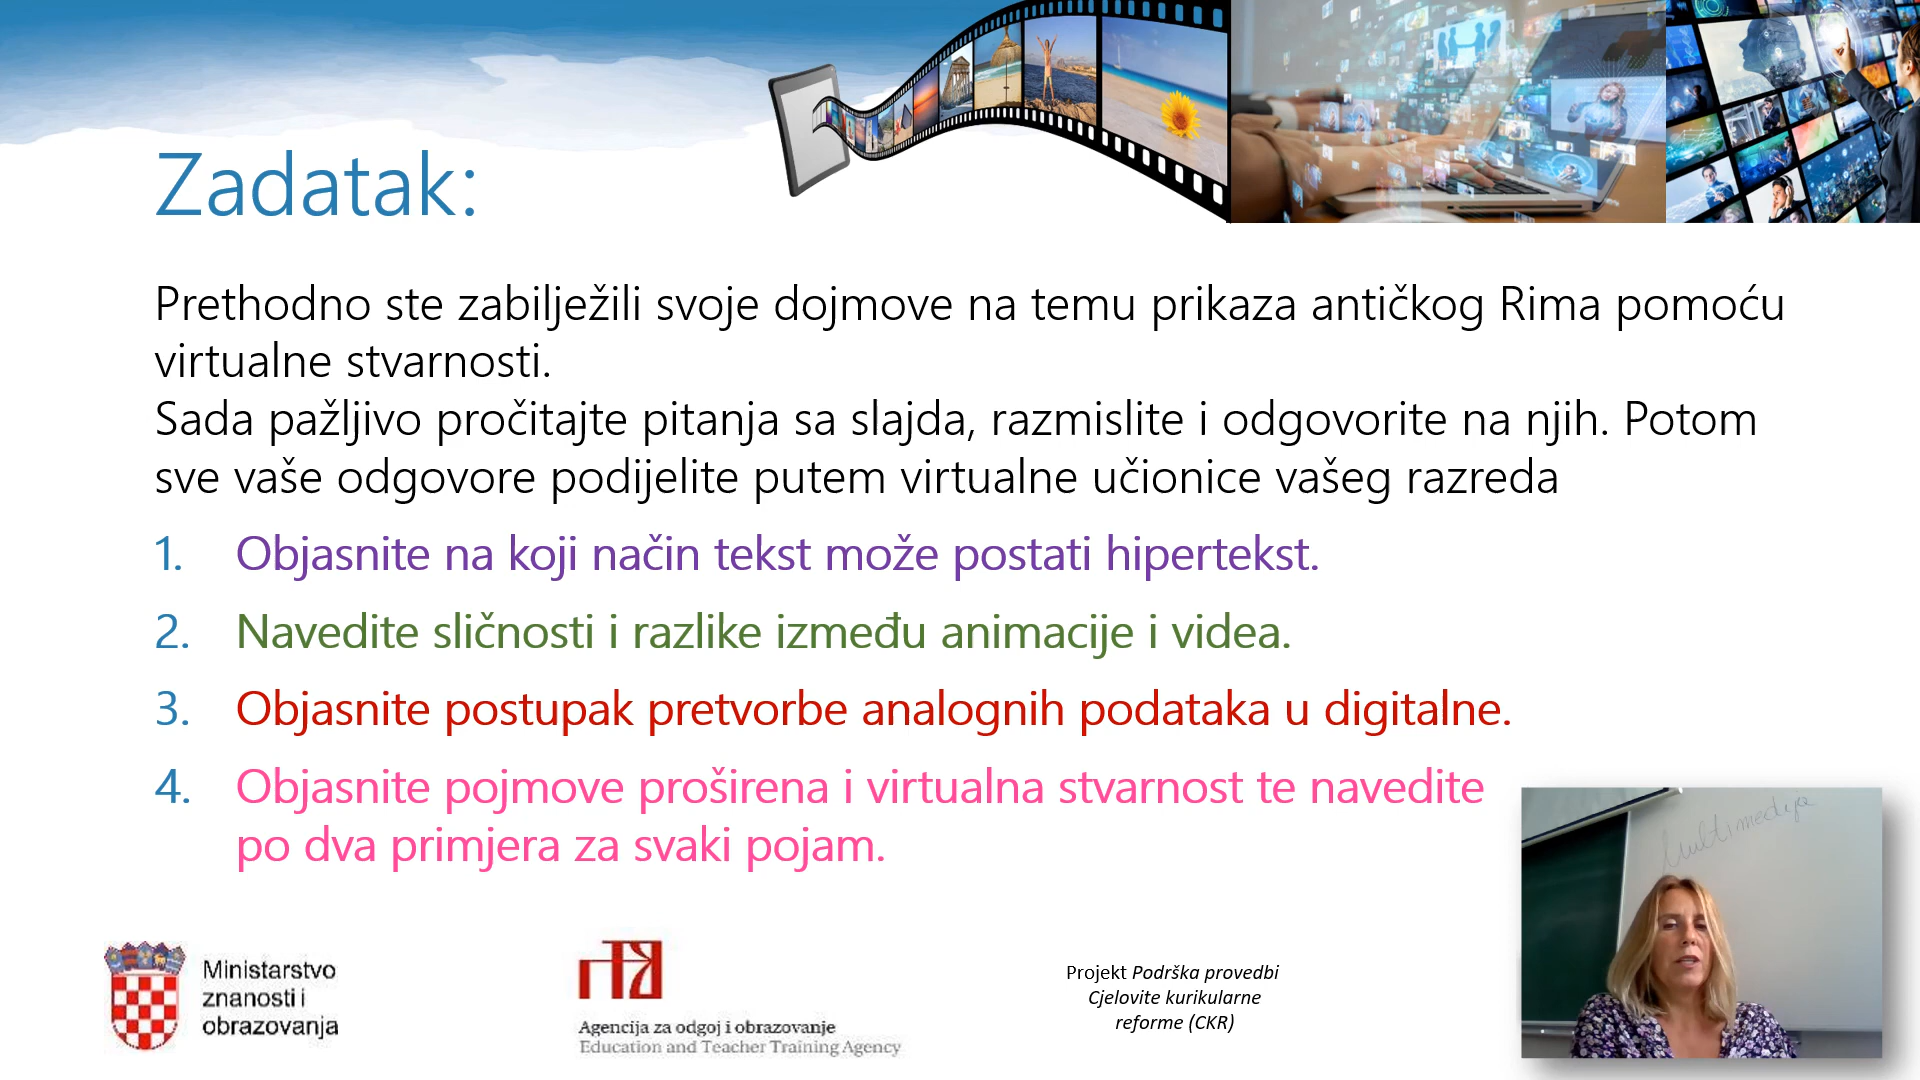 Zadatak:
Prethodno ste zabilježili svoje dojmove na temu prikaza antičkog Rima pomoću
virtualne stvarnosti.
Sada pažljivo pročitajte pitanja sa slajda, razmislite i odgovorite na njih. Potom
sve vaše odgovore podijelite putem virtualne učionice vašeg razreda
1. Objasnite na koji način tekst može postati hipertekst.
2. Navedite sličnosti i razlike između animacije i videa.
3. Objasnite postupak pretvorbe analognih podataka u digitalne.
4. Objasnite pojmove proširena i virtualna stvarnost te navedite
po dva primjera za svaki pojam.
Multimedija
Ministarstvo
znanosti i
obrazovanja
Agencija za odgoj i obrazovanje
Education and Teacher Training Agency
Projekt Podrška provedbi
Cjelovite kurikularne
reforme (CKR)